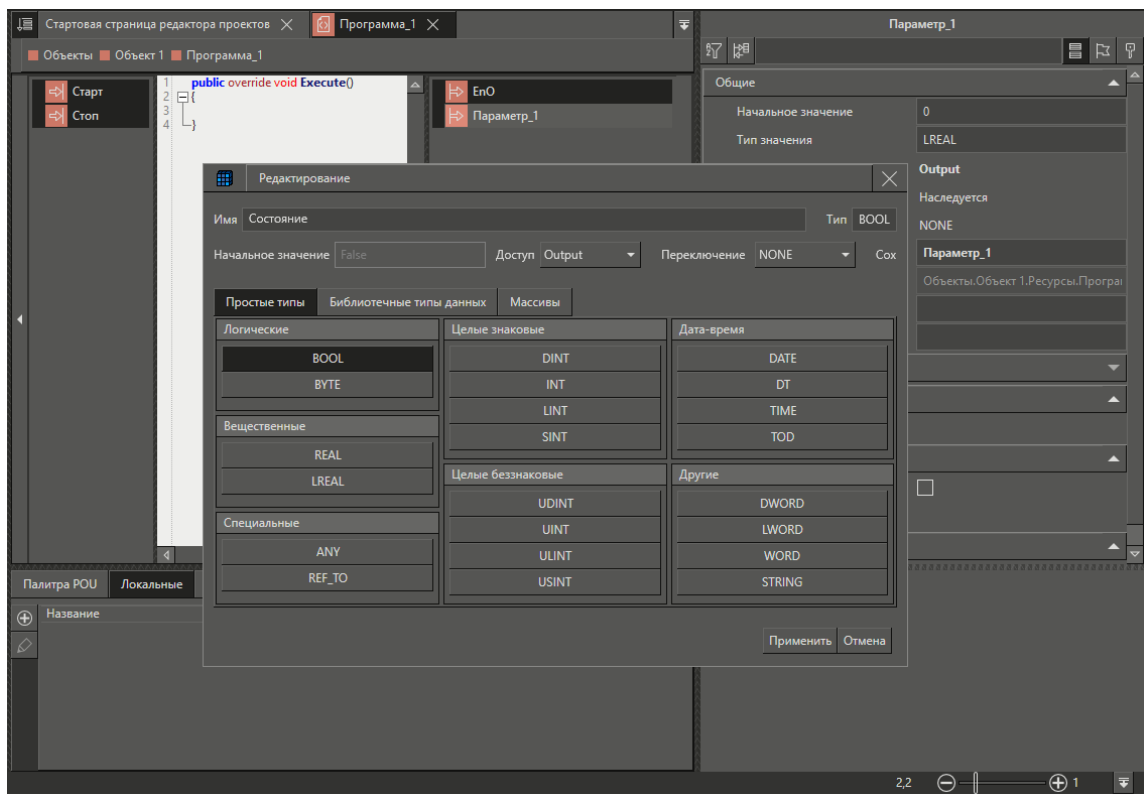 Стартовая страница редактора проектов
Программа_1
Параметр_1
Объекты Объект 1 Программа_1
Старт
Стоп
1 public override void Execute()
2 {
3
4 }
EnO
Параметр_1
Общие
Начальное значение 0
Тип значения LREAL
Output
Наследуется
NONE
Параметр_1
Объекты.Объект 1.Ресурсы.Програ
Редактирование
Имя Состояние Тип BOOL
Начальное значение False Доступ Output Переключение NONE Сох
Простые типы Библиотечные типы данных Массивы
Логические
BOOL
BYTE
Вещественные
REAL
LREAL
Специальные
ANY
REF_TO
Целые знаковые
DINT
INT
LINT
SINT
Целые беззнаковые
UDINT
UINT
ULINT
USINT
Дата-время
DATE
DT
TIME
TOD
Другие
DWORD
LWORD
WORD
STRING
Применить Отмена
Палитра POU Локальные
Название
2,2 1